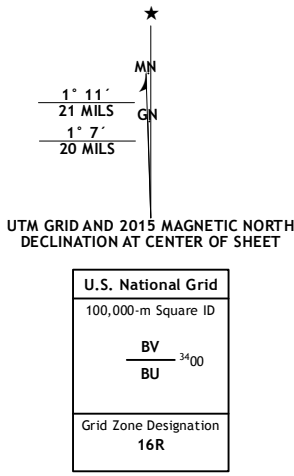 MN
1° 11´
21 MILS
GN
1° 7´
20 MILS
UTM GRID AND 2015 MAGNETIC NORTH
DECLINATION AT CENTER OF SHEET
U.S. National Grid
100,000-m Square ID
BV
3400
BU
Grid Zone Designation
16R